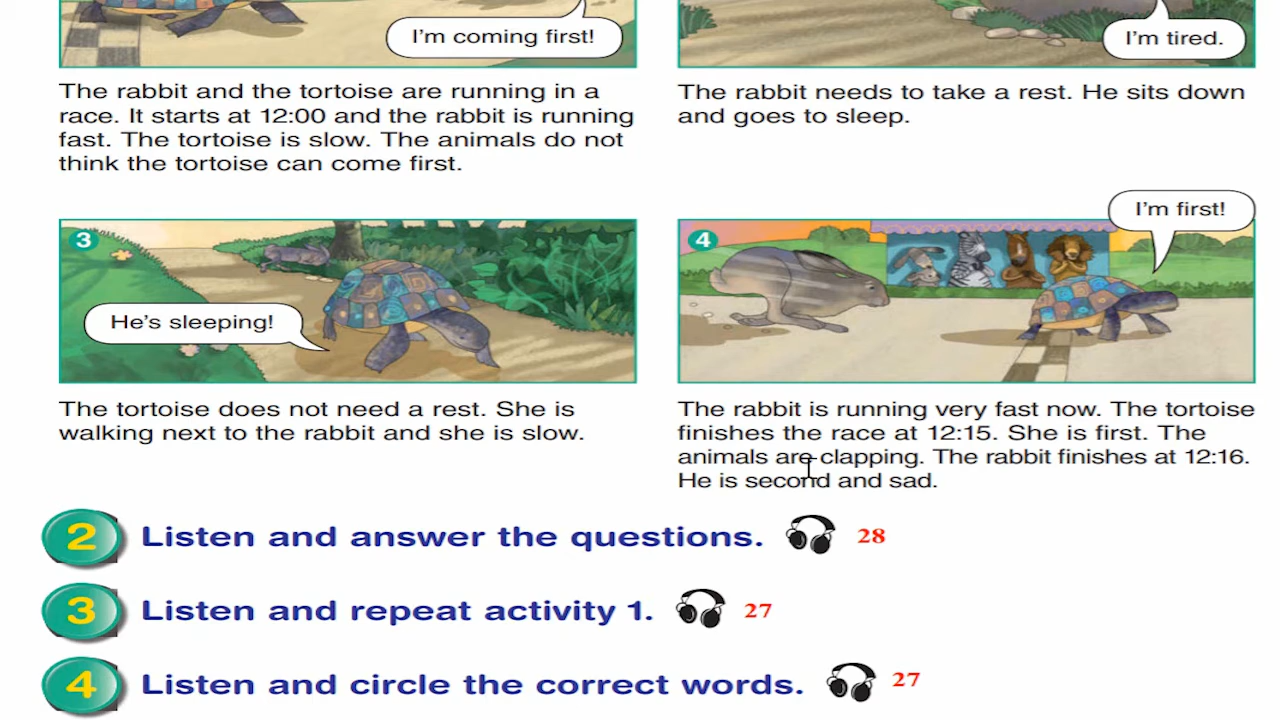 I'm coming first!
I'm tired.
The rabbit and the tortoise are running in a
race. It starts at 12:00 and the rabbit is running
fast. The tortoise is slow. The animals do not
think the tortoise can come first.
The rabbit needs to take a rest. He sits down
and goes to sleep.
3
He's sleeping!
4
I'm first!
The tortoise does not need a rest. She is
walking next to the rabbit and she is slow.
The rabbit is running very fast now. The tortoise
finishes the race at 12:15. She is first. The
animals are clapping. The rabbit finishes at 12:16.
He is second and sad.
2 Listen and answer the questions. 28
3 Listen and repeat activity 1. 27
4 Listen and circle the correct words. 27